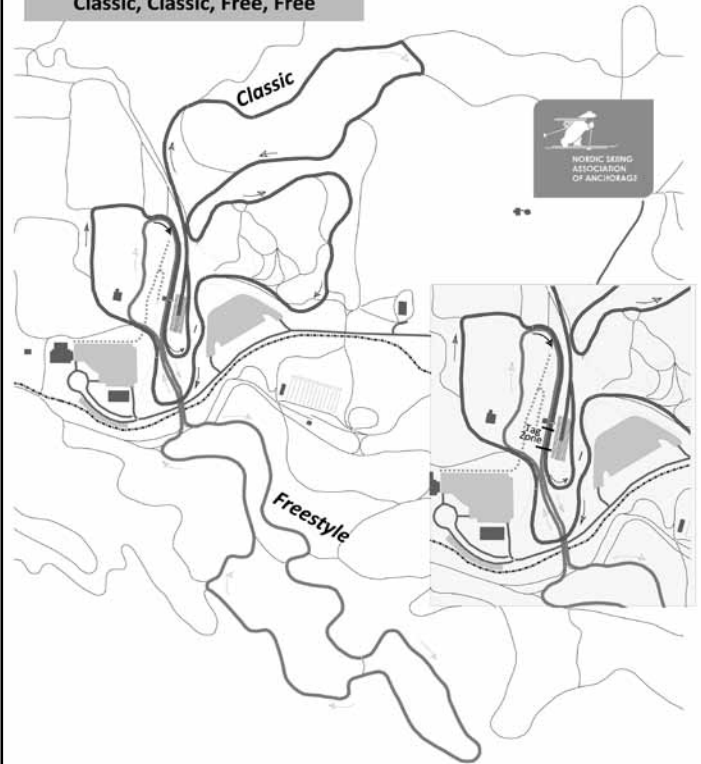 Classic, Classic, Free, Free
Classic
NORDIC SKIING
ASSOCIATION
OF ANCHORAGE
Tag
Zone
Freestyle